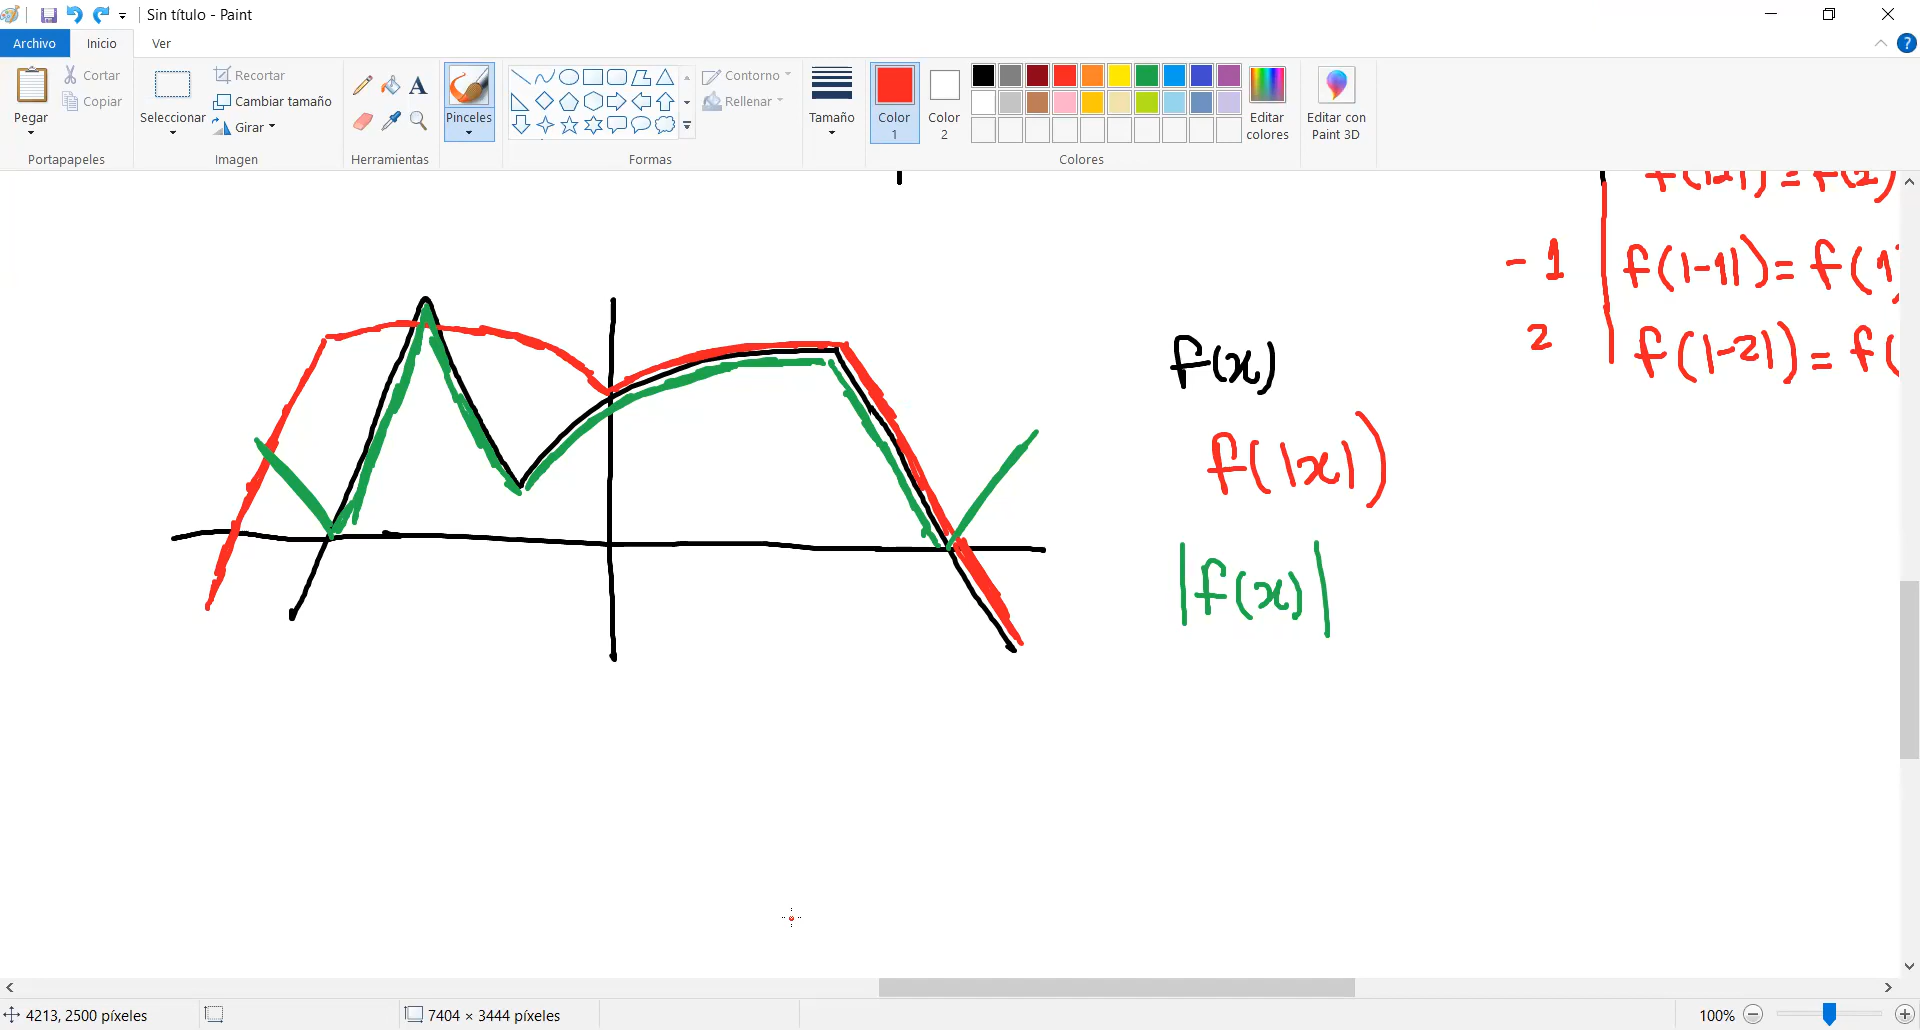 Sin título - Paint
Archivo Inicio Ver
Pegar
Cortar
Copiar
Portapapeles
Seleccionar
Recortar
Cambiar tamaño
Girar
Imagen
A
Herramientas
Pinceles
Contorno
Rellenar
Formas
Tamaño
Color 1
Color 2
Editar colores
Editar con Paint 3D
Colores
-1 f(|-1|) = f(1)
2 f(|-2|) = f(
f(x)
f(|x|)
|f(x)|
4213, 2500 píxeles
7404 × 3444 píxeles
100%